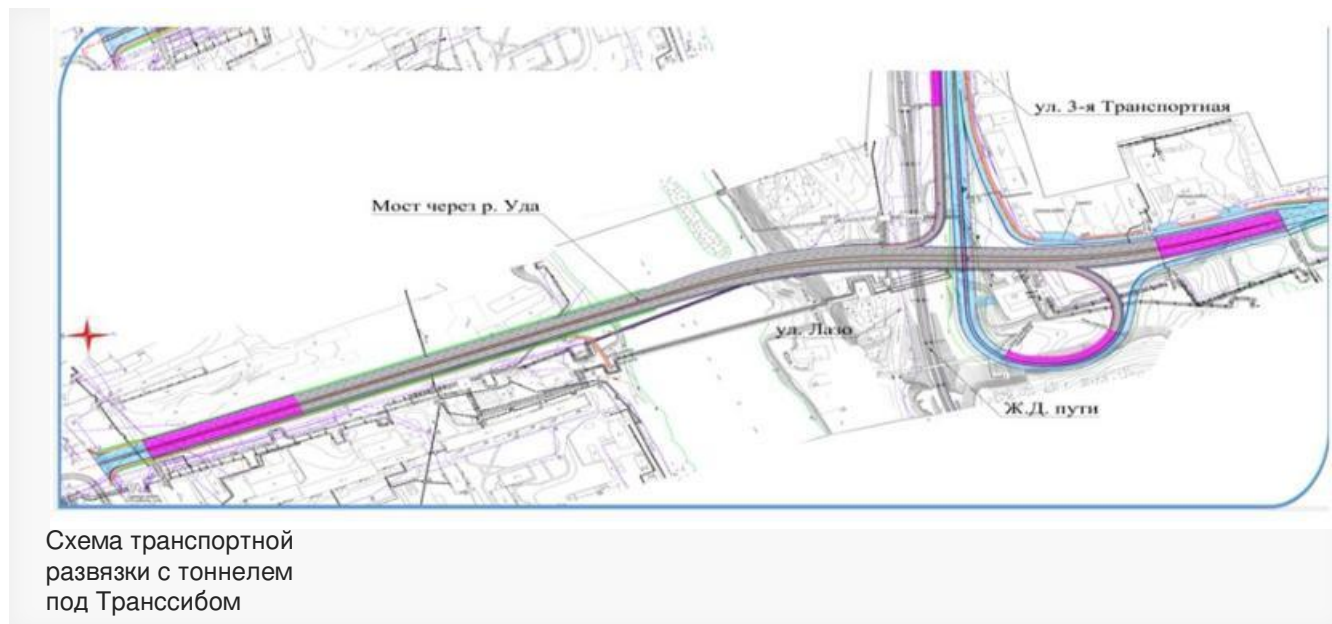 ул. 3-я Транспортная
Мост через р. Уда
ул. Лазо
Ж.Д. пути
Схема транспортной
развязки с тоннелем
под Транссибом